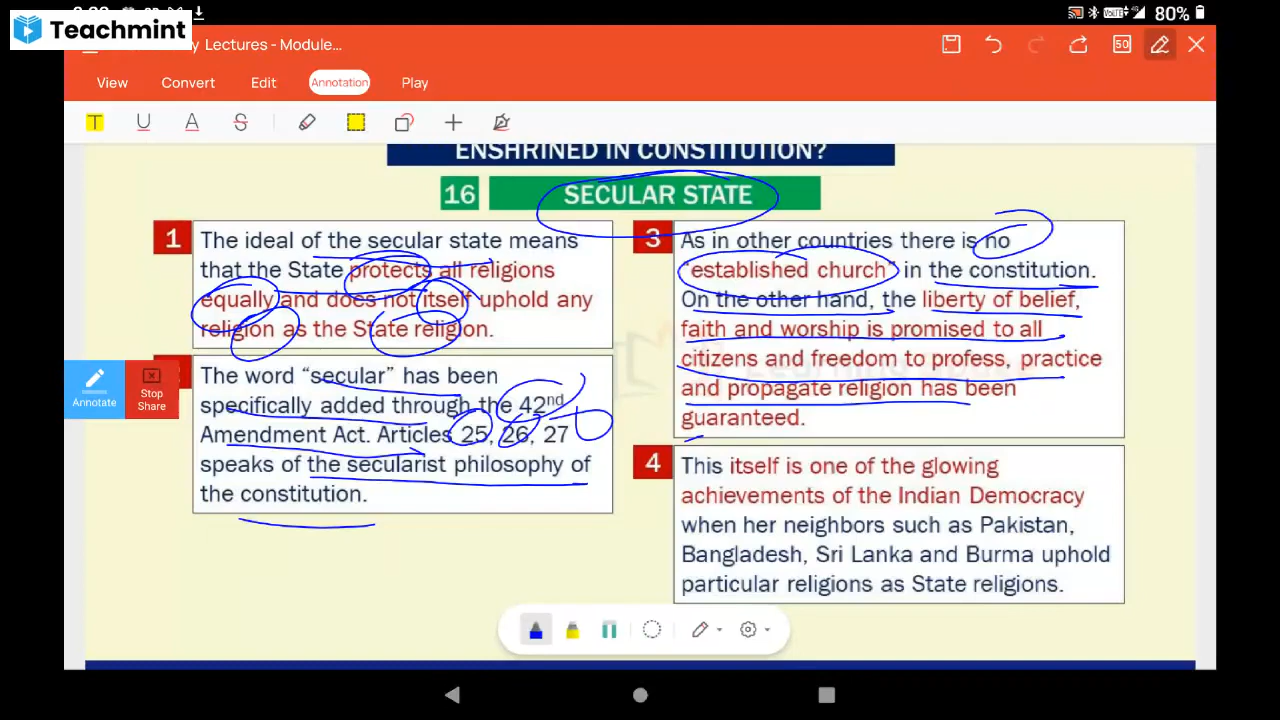 Teachmint
80%
Lectures - Module...
50
View Convert Edit Annotation Play
ENSHRINED IN CONSTITUTION?
16 SECULAR STATE
1
The ideal of the secular state means
that the State protects all religions
equally and does not itself uphold any
religion as the State religion.
The word “secular” has been
specifically added through the 42nd
Amendment Act. Articles 25, 26, 27
speaks of the secularist philosophy of
the constitution.
3
As in other countries there is no
“established church” in the constitution.
On the other hand, the liberty of belief,
faith and worship is promised to all
citizens and freedom to profess, practice
and propagate religion has been
guaranteed.
4
This itself is one of the glowing
achievements of the Indian Democracy
when her neighbors such as Pakistan,
Bangladesh, Sri Lanka and Burma uphold
particular religions as State religions.
Annotate
Stop
Share